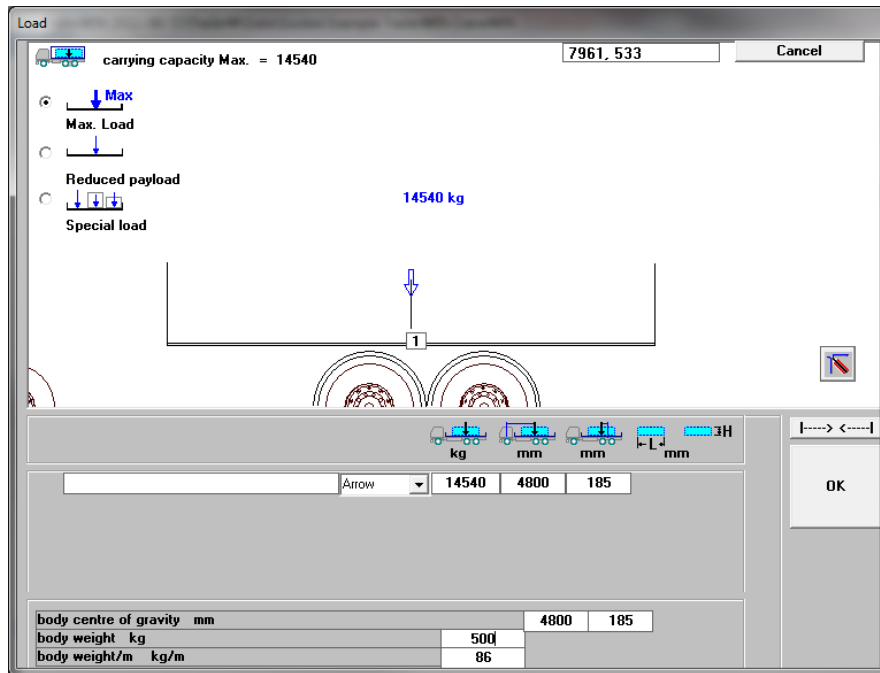 Load
carrying capacity Max. = 14540
7961, 533
Cancel
Max
Max. Load
Reduced payload
Special load
14540 kg
1
kg mm mm L mm H
|-----> <-----|
Arrow 14540 4800 185
OK
body centre of gravity mm 4800 185
body weight kg 500
body weight/m kg/m 86